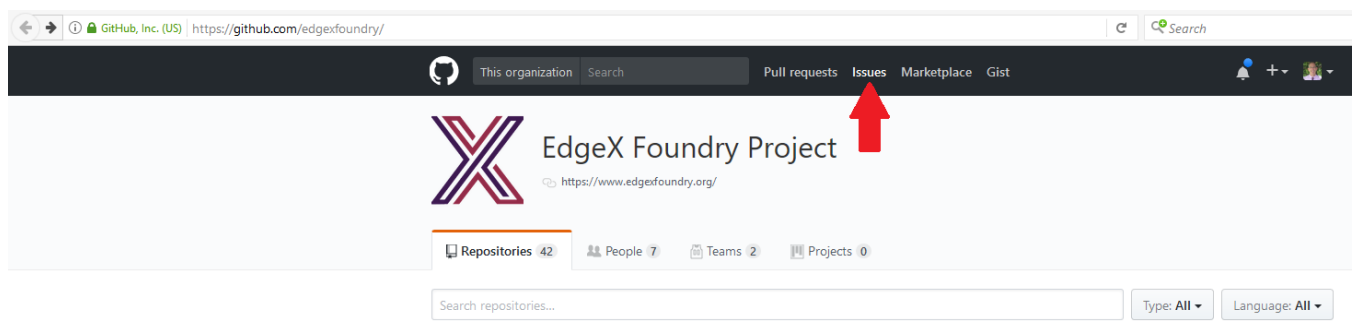 GitHub, Inc. (US) https://github.com/edgexfoundry/ Search
This organization Search Pull requests Issues Marketplace Gist
EdgeX Foundry Project
https://www.edgexfoundry.org/
Repositories 42 People 7 Teams 2 Projects 0
Search repositories... Type: All Language: All